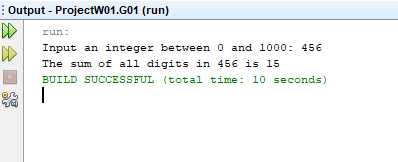 Output - ProjectW01.G01 (run)
run:
Input an integer between 0 and 1000: 456
The sum of all digits in 456 is 15
BUILD SUCCESSFUL (total time: 10 seconds)